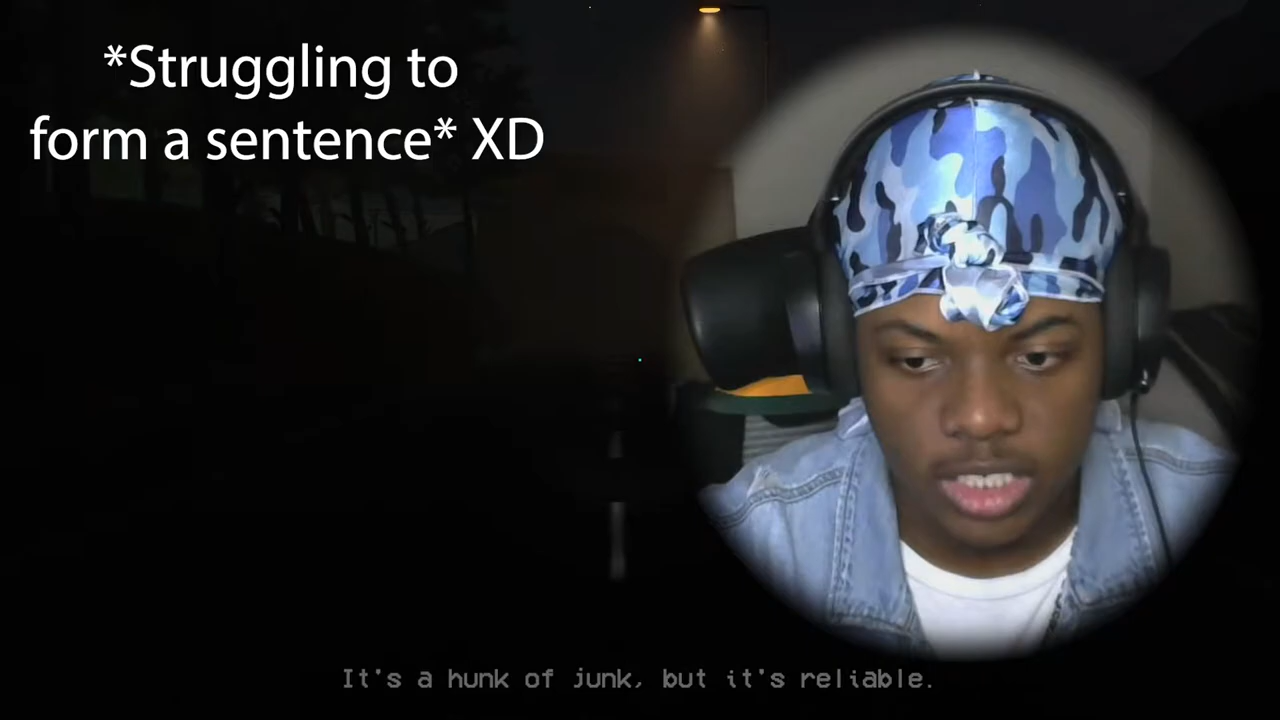 *Struggling to
form a sentence* XD
It's a hunk of junk, but it's reliable.